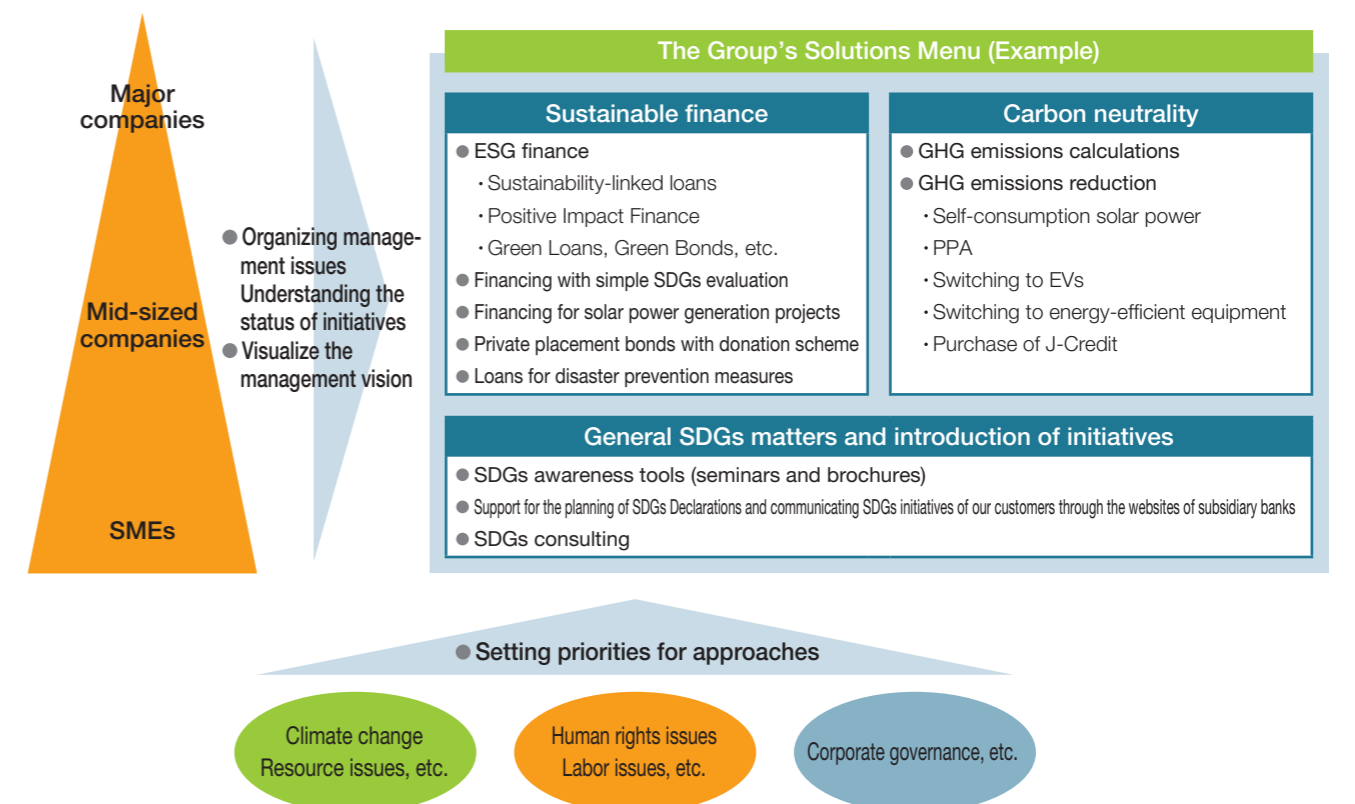 Major
companies
Mid-sized
companies
SMEs
● Organizing manage-
ment issues
Understanding the
status of initiatives
● Visualize the
management vision
The Group's Solutions Menu (Example)
Sustainable finance
● ESG finance
・Sustainability-linked loans
・Positive Impact Finance
・Green Loans, Green Bonds, etc.
● Financing with simple SDGs evaluation
● Financing for solar power generation projects
● Private placement bonds with donation scheme
● Loans for disaster prevention measures
Carbon neutrality
● GHG emissions calculations
● GHG emissions reduction
・Self-consumption solar power
・PPA
・Switching to EVs
・Switching to energy-efficient equipment
・Purchase of J-Credit
General SDGs matters and introduction of initiatives
● SDGs awareness tools (seminars and brochures)
● Support for the planning of SDGs Declarations and communicating SDGs initiatives of our customers through the websites of subsidiary banks
● SDGs consulting
● Setting priorities for approaches
Climate change
Resource issues, etc.
Human rights issues
Labor issues, etc.
Corporate governance, etc.